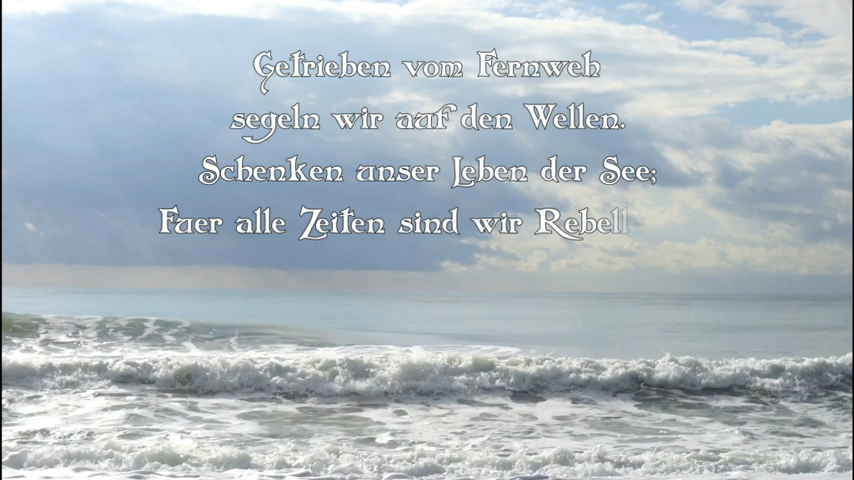 Getrieben vom Fernweh
segeln wir auf den Wellen.
Schenken unser Leben der See;
Fuer alle Zeiten sind wir Rebell